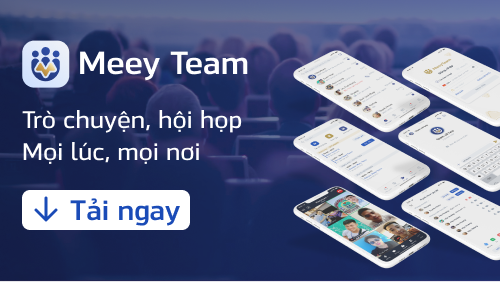 Meey Team
Trò chuyện, hội họp
Mọi lúc, mọi nơi
Tải ngay